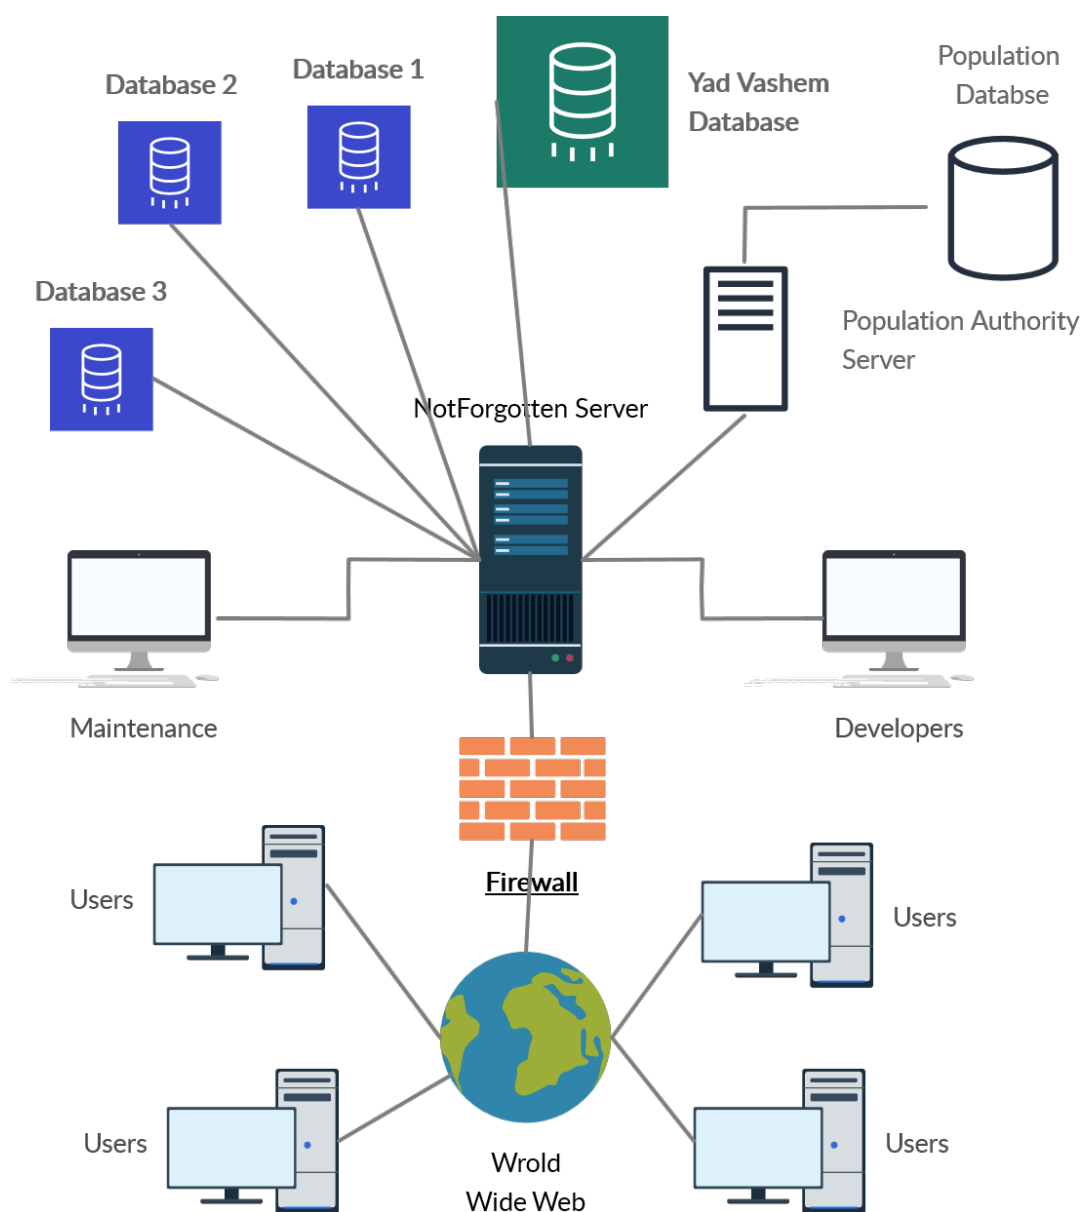 Database 2
Database 1
Yad Vashem
Database
Population
Databse
Database 3
Population Authority
Server
NotForgotten Server
Maintenance
Developers
Firewall
Users
Users
Users
Users
Wrold
Wide Web